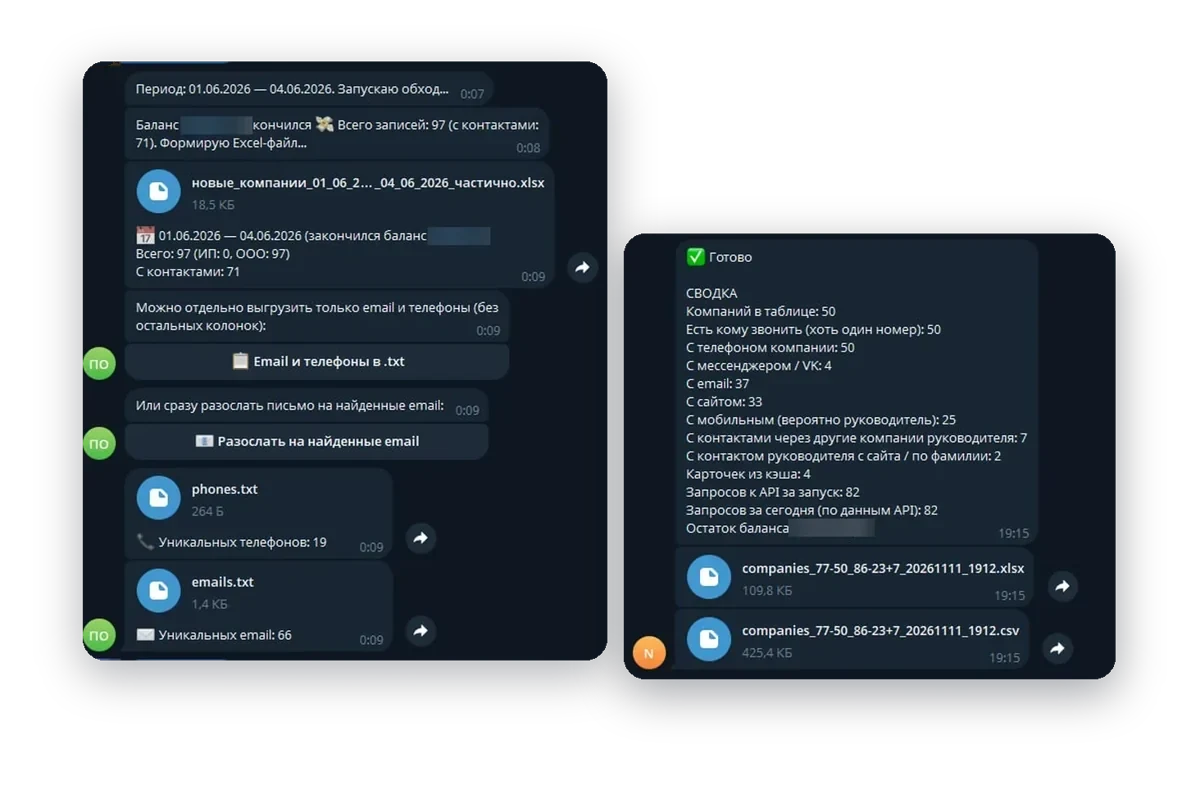 Период: 01.06.2026 — 04.06.2026. Запускаю обход...
0:07
Баланс кончился 💸 Всего записей: 97 (с контактами:
71). Формирую Excel-файл...
0:08
новые_компании_01_06_2..._04_06_2026_частично.xlsx
18,5 КБ
📅 01.06.2026 — 04.06.2026 (закончился баланс
Всего: 97 (ИП: 0, ООО: 97)
С контактами: 71
0:09
Можно отдельно выгрузить только email и телефоны (без
остальных колонок):
0:09
ПО
📋 Email и телефоны в .txt
Или сразу разослать письмо на найденные email:
0:09
ПО
📧 Разослать на найденные email
phones.txt
264 Б
📞 Уникальных телефонов: 19
0:09
emails.txt
1,4 КБ
ПО
✉️ Уникальных email: 66
0:09
✅ Готово
СВОДКА
Компаний в таблице: 50
Есть кому звонить (хоть один номер): 50
С телефоном компании: 50
С мессенджером / VK: 4
С email: 37
С сайтом: 33
С мобильным (вероятно руководитель): 25
С контактами через другие компании руководителя: 7
С контактом руководителя с сайта / по фамилии: 2
Карточек из кэша: 4
Запросов к API за запуск: 82
Запросов за сегодня (по данным API): 82
Остаток баланса
19:15
companies_77-50_86-23+7_20261111_1912.xlsx
109,8 КБ
19:15
companies_77-50_86-23+7_20261111_1912.csv
425,4 КБ
19:15
N